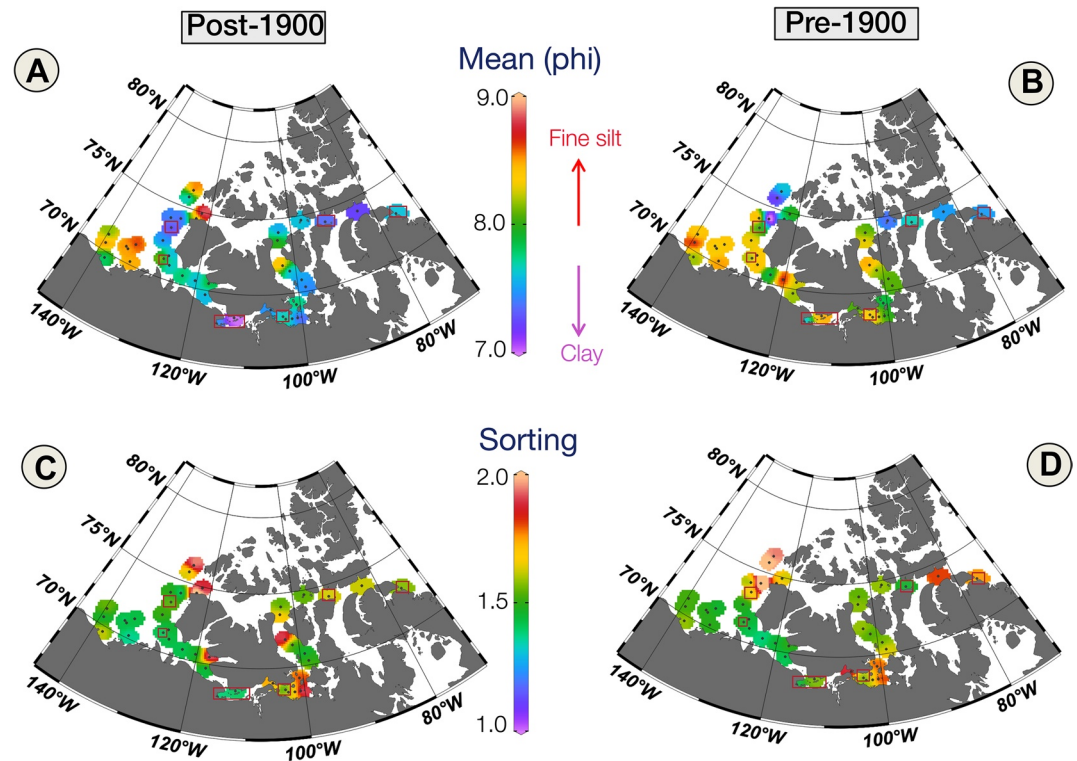 Post-1900
Pre-1900
A
Mean (phi)
B
80°N
75°N
70°N
140°W
120°W
100°W
80°W
9.0
8.0
7.0
Fine silt
Clay
80°N
75°N
70°N
140°W
120°W
100°W
80°W
C
Sorting
D
80°N
75°N
70°N
140°W
120°W
100°W
80°W
2.0
1.5
1.0
80°N
75°N
70°N
140°W
120°W
100°W
80°W